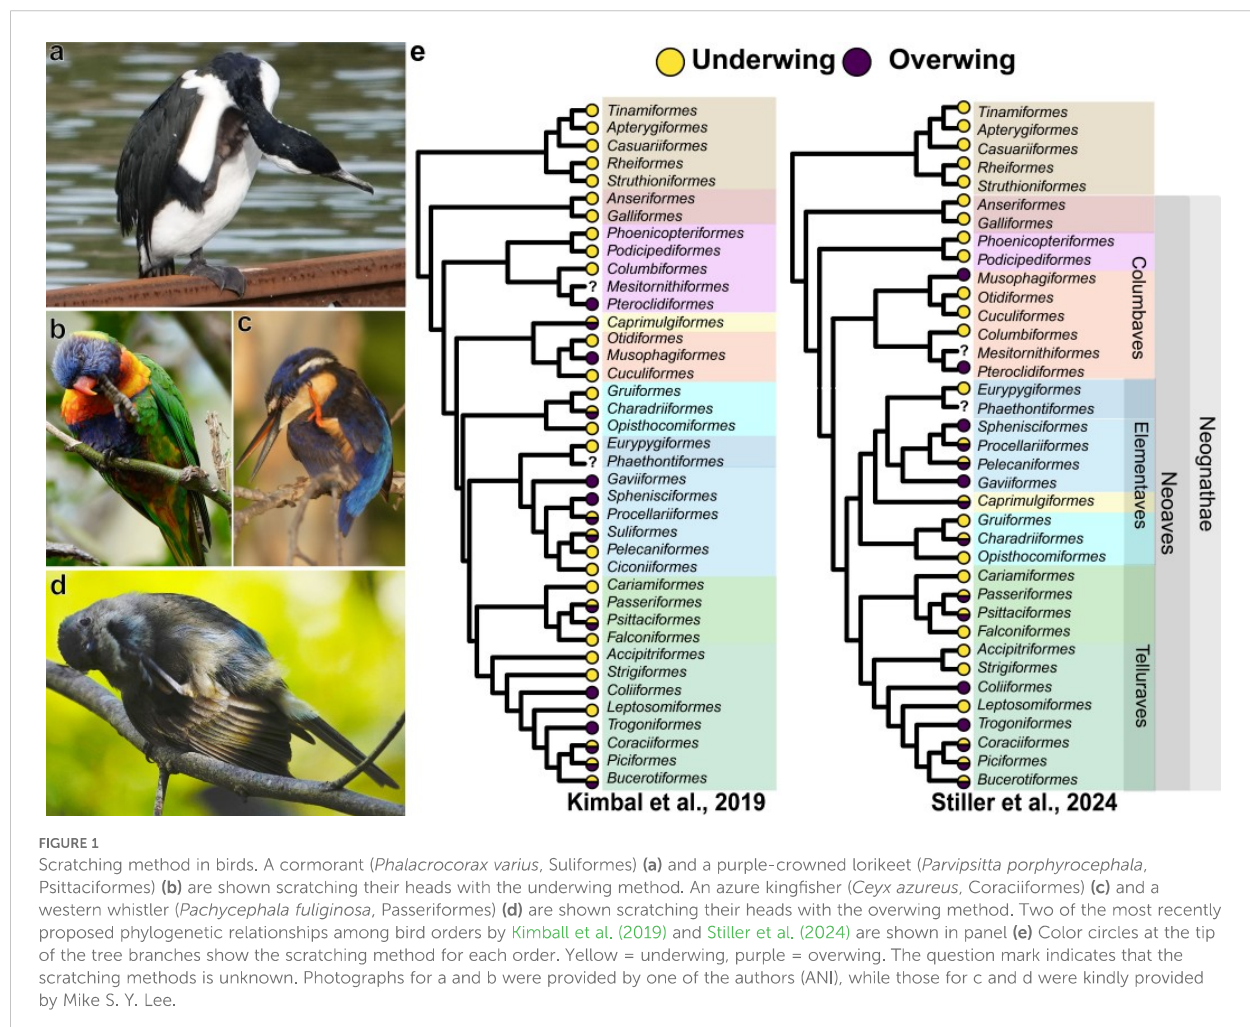 a
b
c
d
e
Underwing
Overwing
Tinamiformes
Apterygiformes
Casuariiformes
Rheiformes
Struthioniformes
Anseriformes
Galliformes
Phoenicopteriformes
Podicipediformes
Columbiformes
? Mesitornithiformes
Pteroclidiformes
Caprimulgiformes
Otidiformes
Musophagiformes
Cuculiformes
Gruiformes
Charadriiformes
Opisthocomiformes
Eurypygiformes
? Phaethontiformes
Gaviiformes
Sphenisciformes
Procellariiformes
Suliformes
Pelecaniformes
Ciconiiformes
Cariamiformes
Passeriformes
Psittaciformes
Falconiformes
Accipitriformes
Strigiformes
Coliiformes
Leptosomiformes
Trogoniformes
Coraciiformes
Piciformes
Bucerotiformes
Kimbal et al., 2019
Tinamiformes
Apterygiformes
Casuariiformes
Rheiformes
Struthioniformes
Anseriformes
Galliformes
Phoenicopteriformes
Podicipediformes
Musophagiformes
Otidiformes
Cuculiformes
Columbiformes
? Mesitornithiformes
Pteroclidiformes
Eurypygiformes
? Phaethontiformes
Sphenisciformes
Procellariiformes
Pelecaniformes
Gaviiformes
Caprimulgiformes
Gruiformes
Charadriiformes
Opisthocomiformes
Cariamiformes
Passeriformes
Psittaciformes
Falconiformes
Accipitriformes
Strigiformes
Coliiformes
Leptosomiformes
Trogoniformes
Coraciiformes
Piciformes
Bucerotiformes
Stiller et al., 2024
Columbaves
Elementaves
Telluraves
Neoaves
Neognathae
FIGURE 1
Scratching method in birds. A cormorant (Phalacrocorax varius, Suliformes) (a) and a purple-crowned lorikeet (Parvipsitta porphyrocephala,
Psittaciformes) (b) are shown scratching their heads with the underwing method. An azure kingfisher (Ceyx azureus, Coraciiformes) (c) and a
western whistler (Pachycephala fuliginosa, Passeriformes) (d) are shown scratching their heads with the overwing method. Two of the most recently
proposed phylogenetic relationships among bird orders by Kimball et al. (2019) and Stiller et al. (2024) are shown in panel (e) Color circles at the tip
of the tree branches show the scratching method for each order. Yellow = underwing, purple = overwing. The question mark indicates that the
scratching methods is unknown. Photographs for a and b were provided by one of the authors (ANI), while those for c and d were kindly provided
by Mike S. Y. Lee.